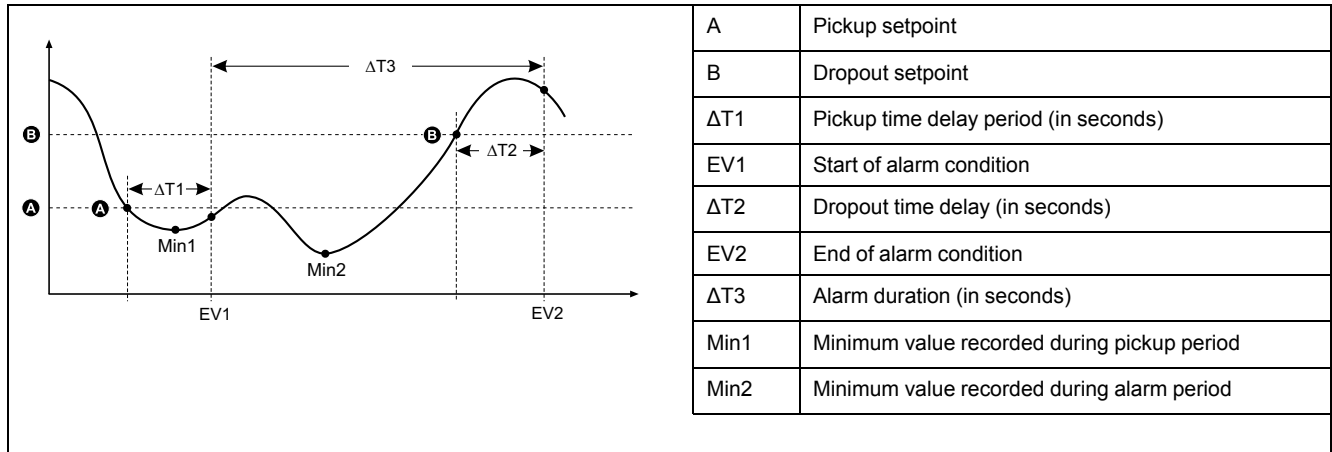 ΔT3
B
B
ΔT2
ΔT1
A
A
Min1
Min2
EV1
EV2
A Pickup setpoint
B Dropout setpoint
ΔT1 Pickup time delay period (in seconds)
EV1 Start of alarm condition
ΔT2 Dropout time delay (in seconds)
EV2 End of alarm condition
ΔT3 Alarm duration (in seconds)
Min1 Minimum value recorded during pickup period
Min2 Minimum value recorded during alarm period